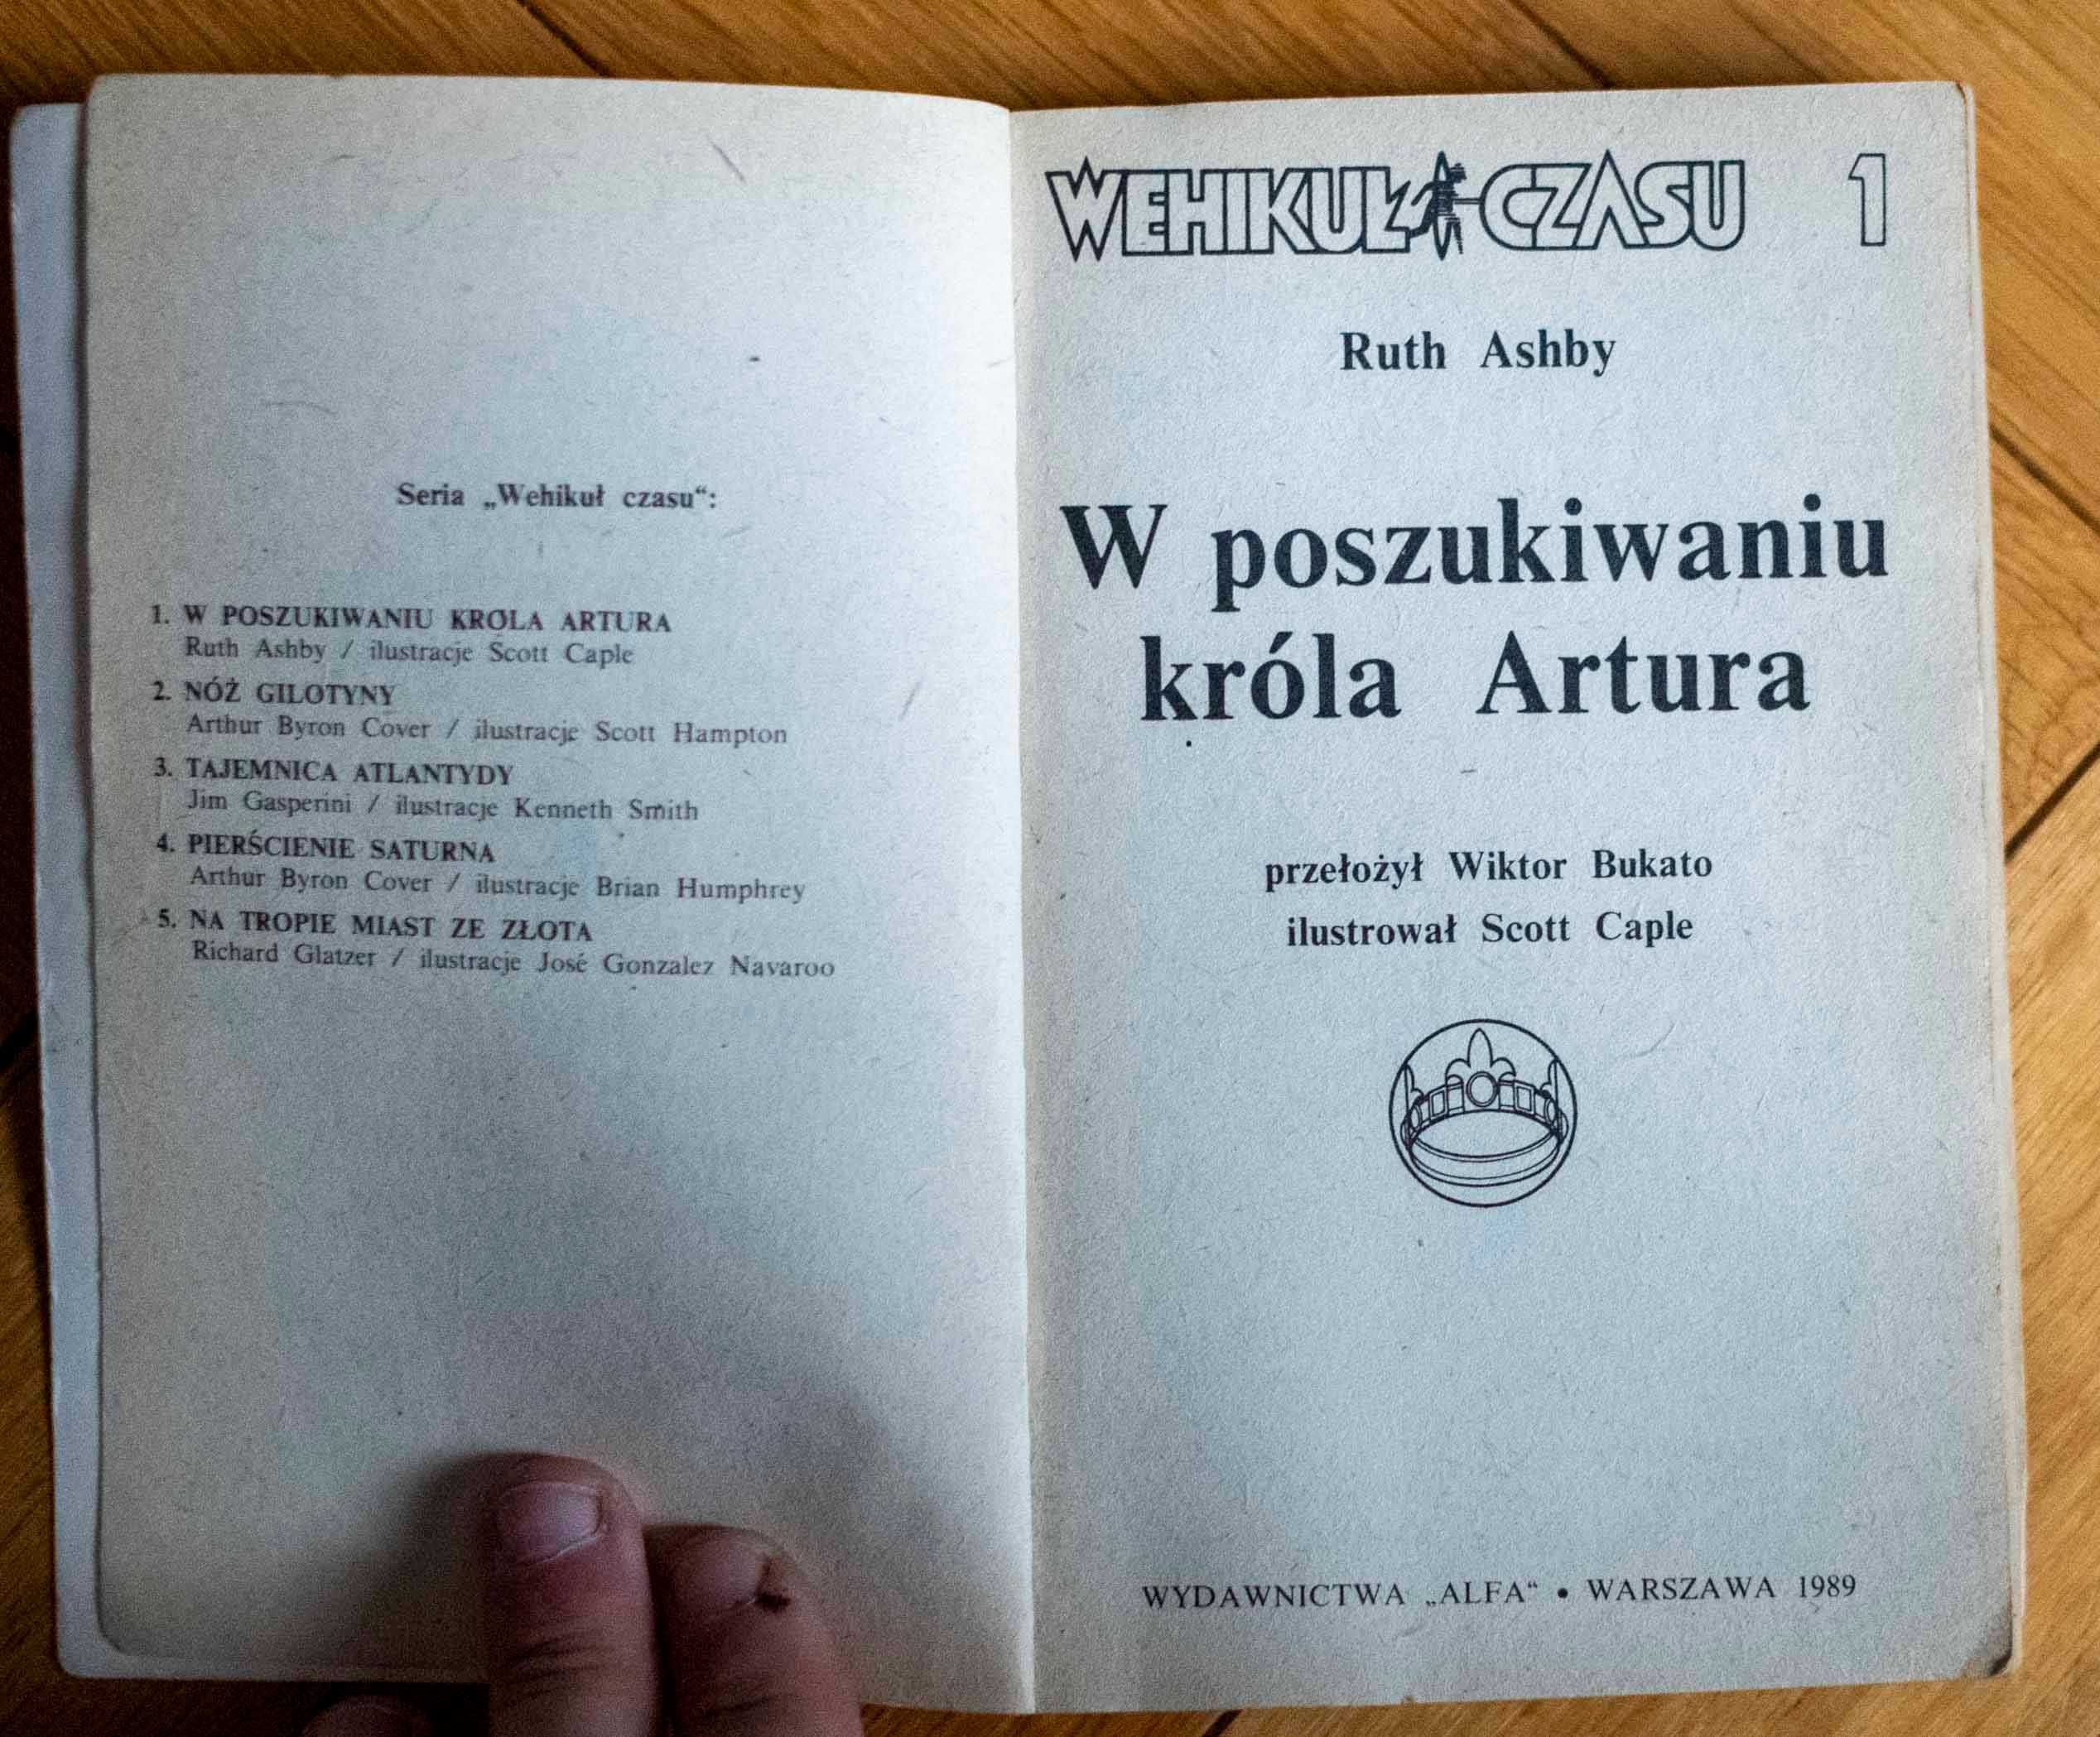 Seria „Wehikuł czasu“:
1. W POSZUKIWANIU KROLA ARTURA
Ruth Ashby / ilustracje Scott Caple
2. NÓŻ GILOTYNY
Arthur Byron Cover / ilustracje Scott Hampton
3. TAJEMNICA ATLANTYDY
Jim Gasperini / ilustracje Kenneth Smith
4. PIERŚCIENIE SATURNA
Arthur Byron Cover / ilustracje Brian Humphrey
5. NA TROPIE MIAST ZE ZŁOTA
Richard Glatzer / ilustracje José Gonzalez Navaroo
WEHIKUŁ CZASU 1
Ruth Ashby
W poszukiwaniu
króla Artura
przełożył Wiktor Bukato
ilustrował Scott Caple
WYDAWNICTWA „ALFA“ • WARSZAWA 1989